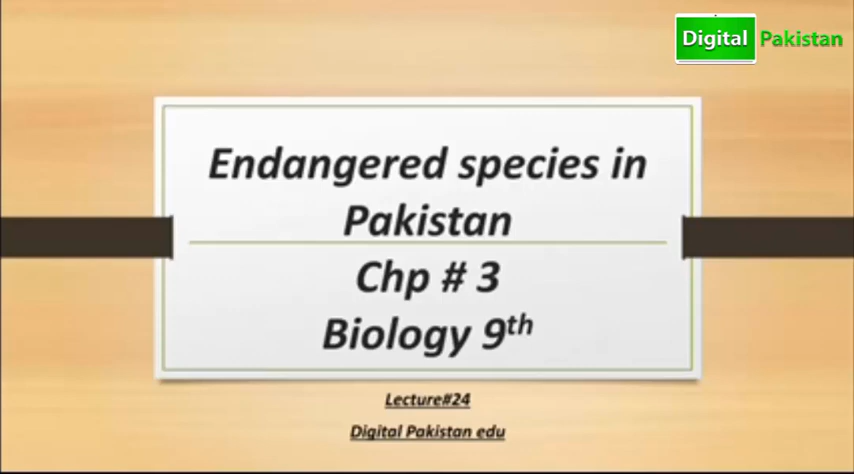 Digital Pakistan
Endangered species in
Pakistan
Chp # 3
Biology 9th
Lecture#24
Digital Pakistan edu